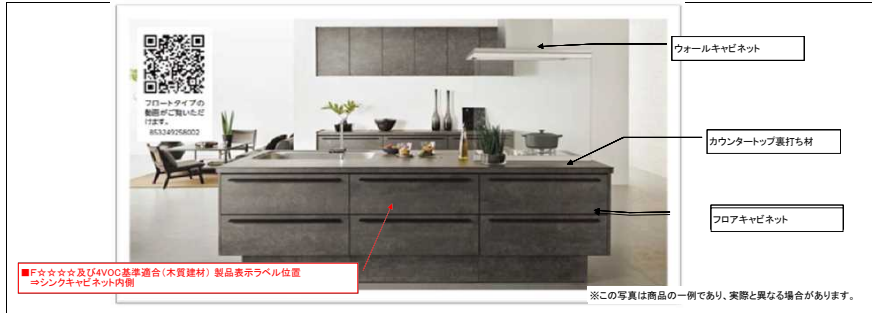 フロートタイプの
動画がご覧いただ
けます。
853249258002
ウォールキャビネット
カウンタートップ裏打ち材
フロアキャビネット
■F☆☆☆☆及び4VOC基準適合(木質建材) 製品表示ラベル位置
⇒シンクキャビネット内側
※この写真は商品の一例であり、実際と異なる場合があります。